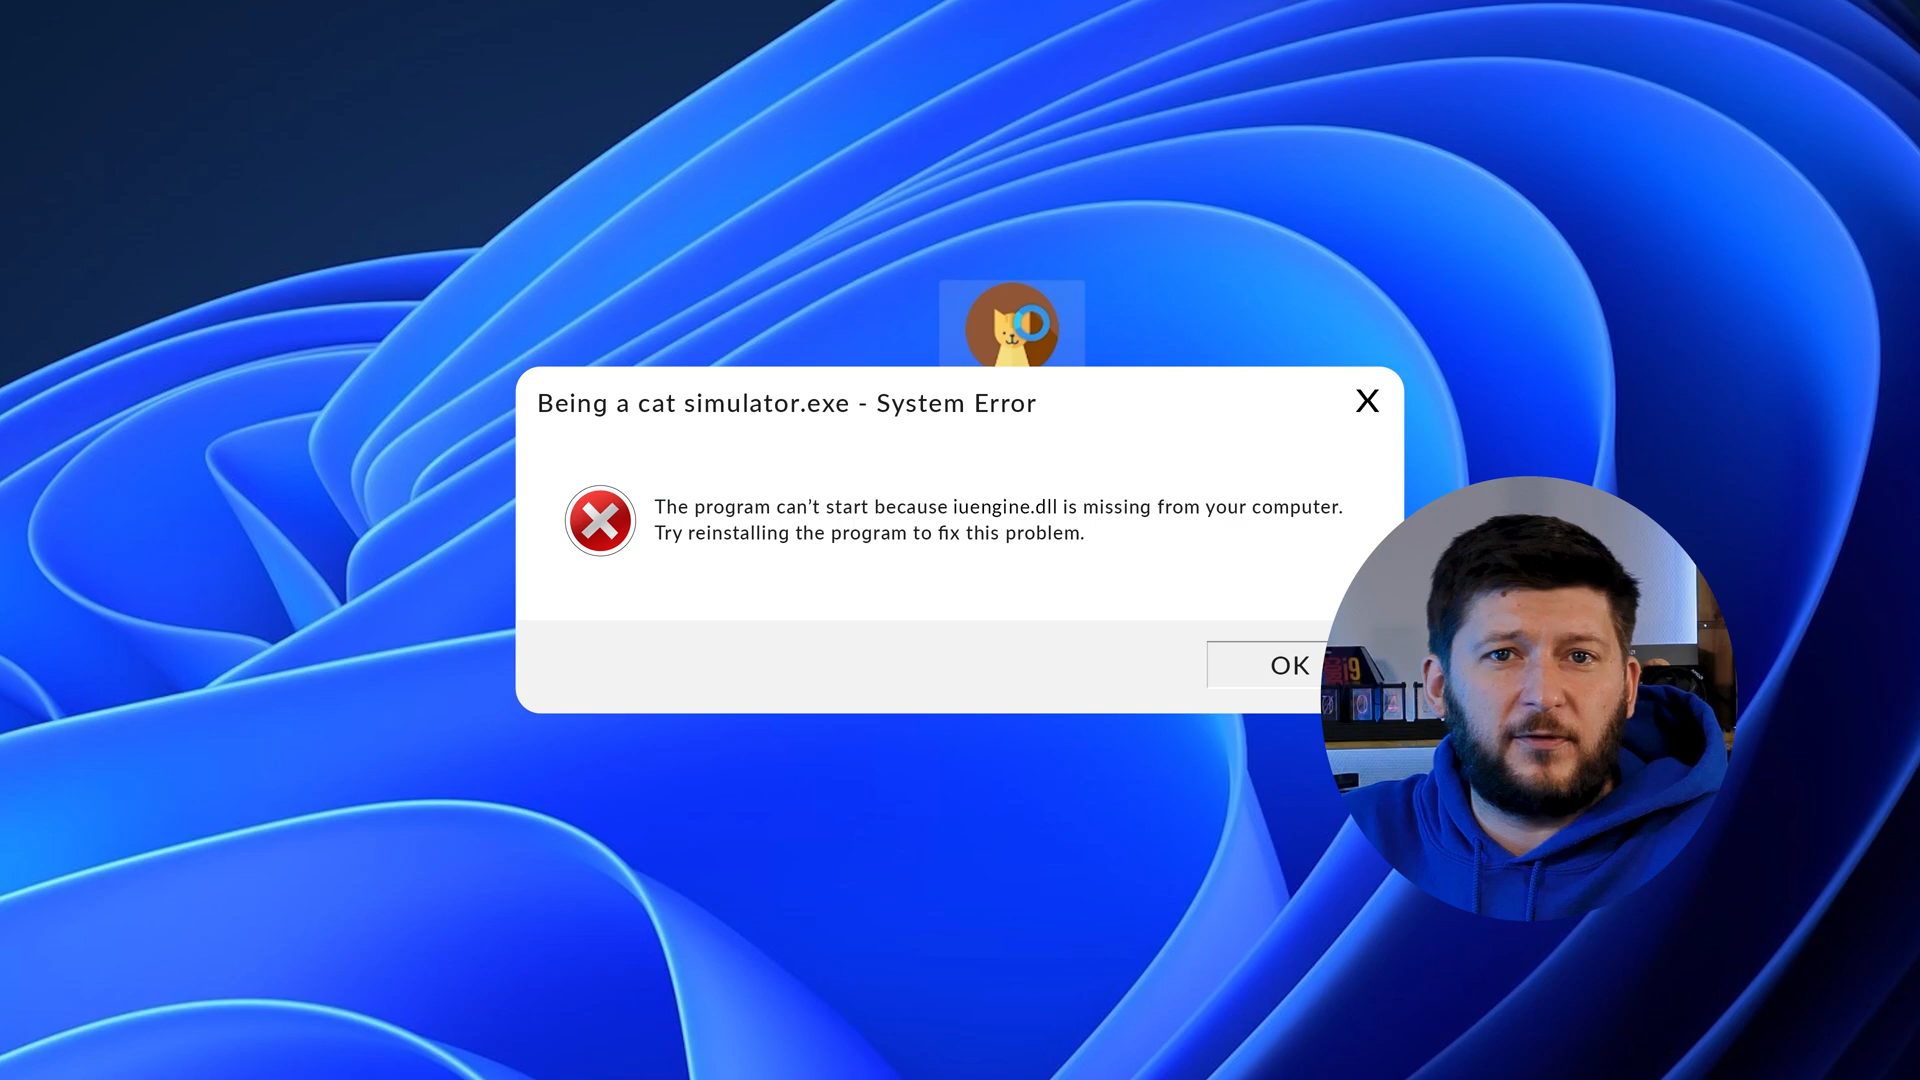 Being a cat simulator.exe - System Error
X
The program can’t start because iuengine.dll is missing from your computer.
Try reinstalling the program to fix this problem.
OK
i9